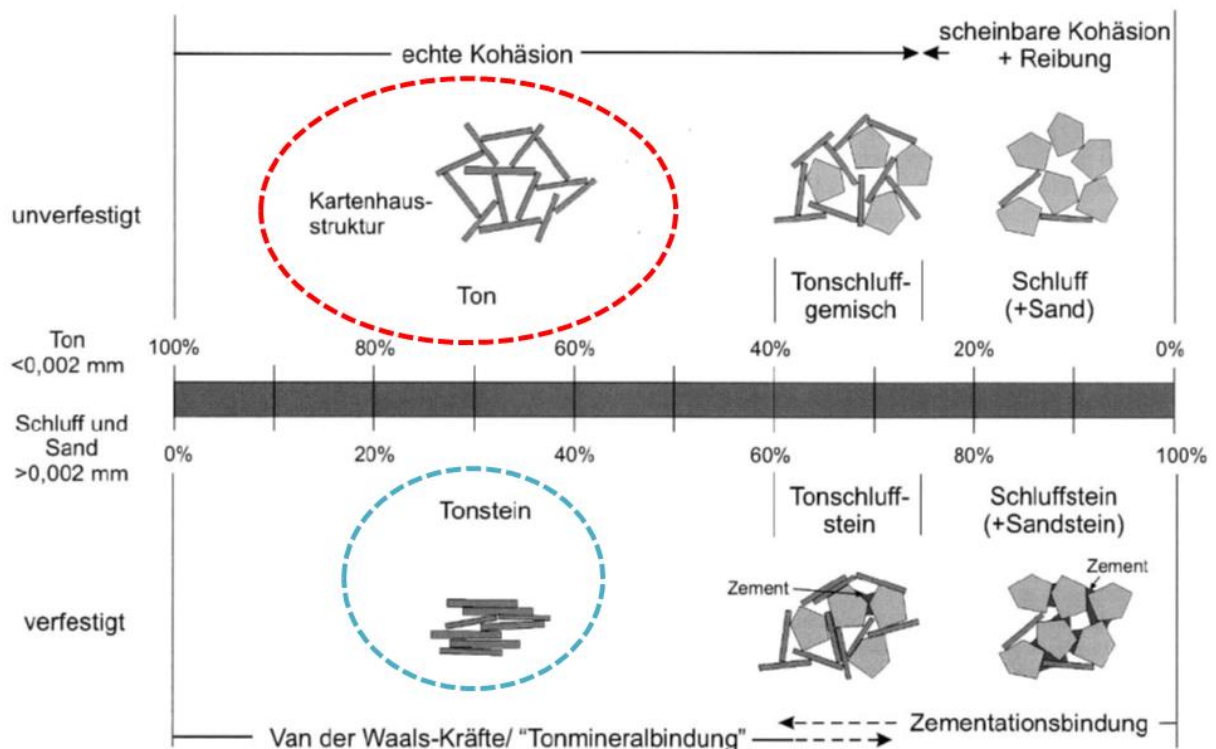 echte Kohäsion
scheinbare Kohäsion
+ Reibung
unverfestigt
Kartenhaus-
struktur
Ton
Tonschluff-
gemisch
Schluff
(+Sand)
Ton
<0,002 mm
100%
80%
60%
40%
20%
0%
Schluff und
Sand
>0,002 mm
0%
20%
40%
60%
80%
100%
Tonstein
Tonschluff-
stein
Schluffstein
(+Sandstein)
verfestigt
Zement
Zement
Van der Waals-Kräfte/ "Tonmineralbindung"
Zementationsbindung